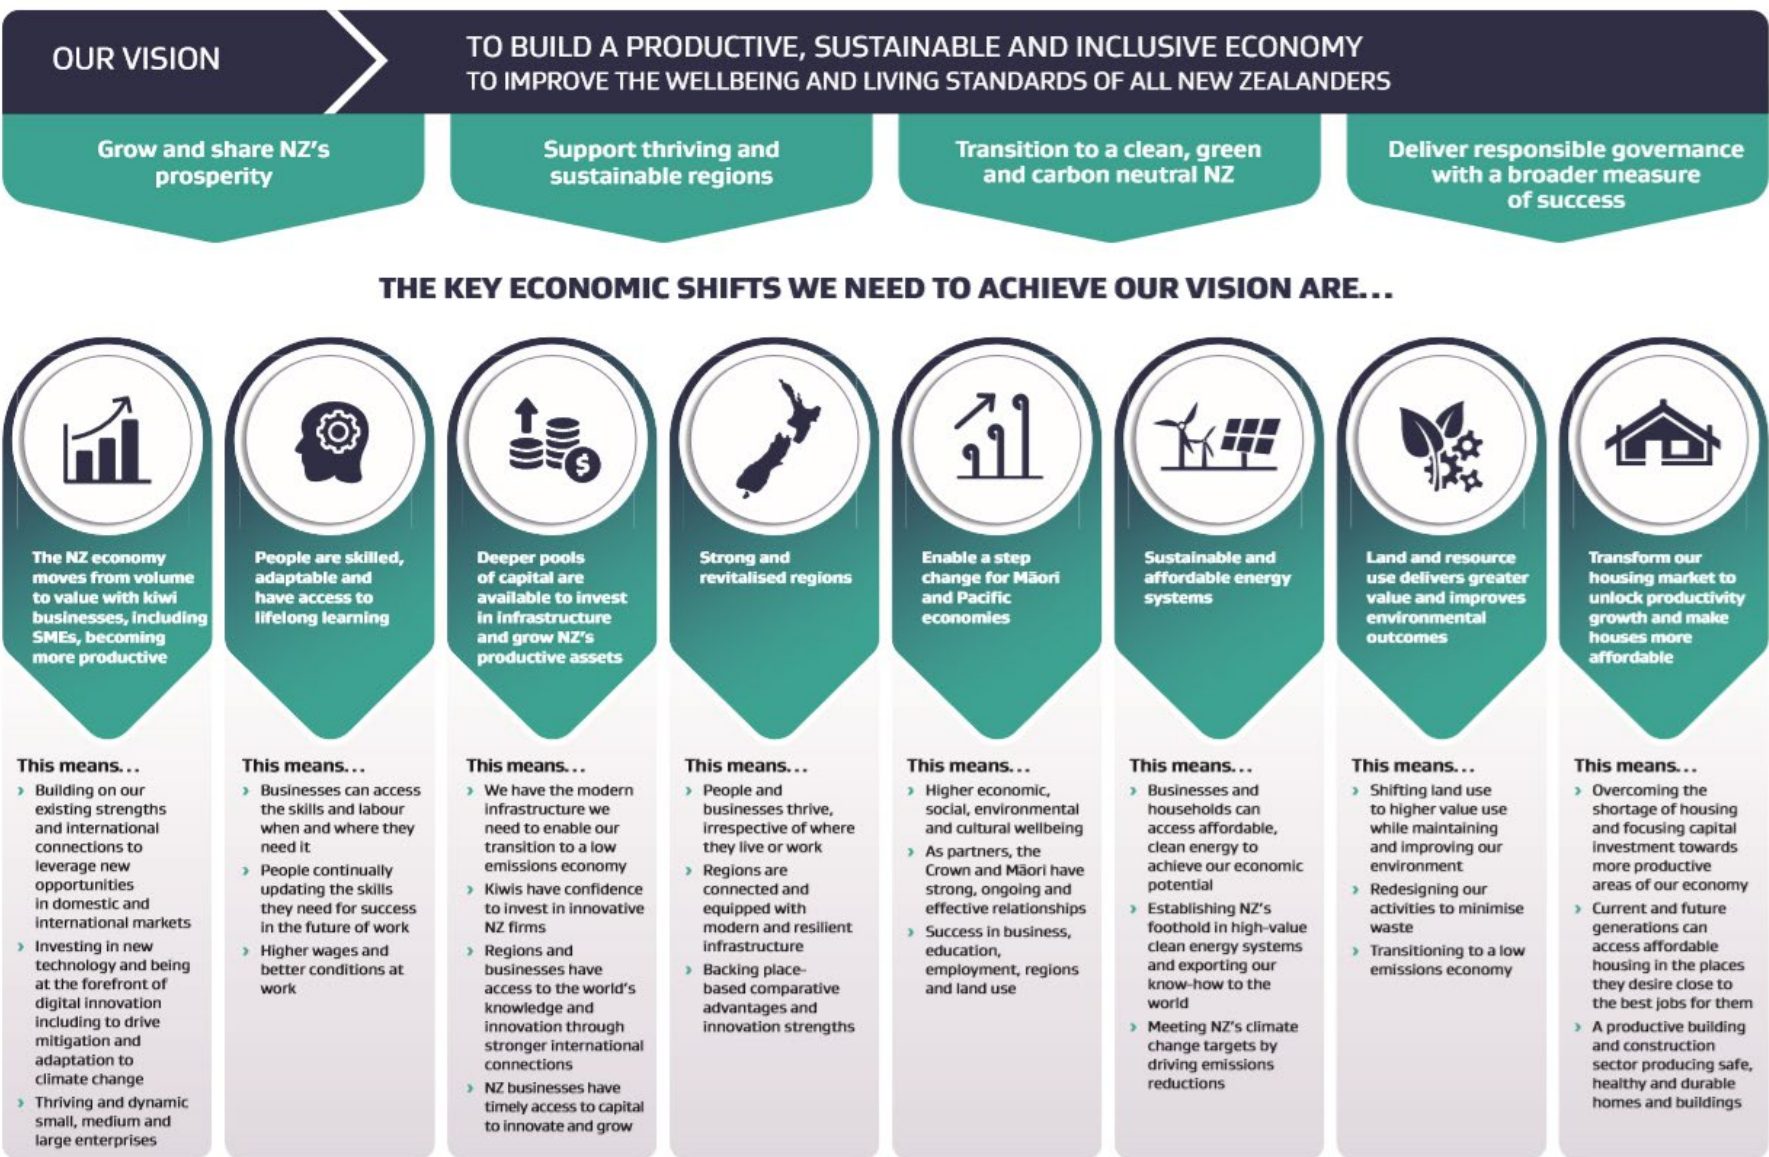 OUR VISION
TO BUILD A PRODUCTIVE, SUSTAINABLE AND INCLUSIVE ECONOMY
TO IMPROVE THE WELLBEING AND LIVING STANDARDS OF ALL NEW ZEALANDERS
Grow and share NZ's
prosperity
Support thriving and
sustainable regions
Transition to a clean, green
and carbon neutral NZ
Deliver responsible governance
with a broader measure
of success
THE KEY ECONOMIC SHIFTS WE NEED TO ACHIEVE OUR VISION ARE...
The NZ economy
moves from volume
to value with kiwi
businesses, including
SMEs, becoming
more productive
This means...
› Building on our
existing strengths
and international
connections to
leverage new
opportunities
in domestic and
international markets
› Investing in new
technology and being
at the forefront of
digital innovation
including to drive
mitigation and
adaptation to
climate change
› Thriving and dynamic
small, medium and
large enterprises
People are skilled,
adaptable and
have access to
lifelong learning
This means...
› Businesses can access
the skills and labour
when and where they
need it
› People continually
updating the skills
they need for success
in the future of work
› Higher wages and
better conditions at
work
$
Deeper pools
of capital are
available to invest
in infrastructure
and grow NZ's
productive assets
This means...
› We have the modern
infrastructure we
need to enable our
transition to a low
emissions economy
› Kiwis have confidence
to invest in innovative
NZ firms
› Regions and
businesses have
access to the world's
knowledge and
innovation through
stronger international
connections
› NZ businesses have
timely access to capital
to innovate and grow
Strong and
revitalised regions
This means...
› People and
businesses thrive,
irrespective of where
they live or work
› Regions are
connected and
equipped with
modern and resilient
infrastructure
› Backing place-
based comparative
advantages and
innovation strengths
Enable a step
change for Māori
and Pacific
economies
This means...
› Higher economic,
social, environmental
and cultural wellbeing
› As partners, the
Crown and Māori have
strong, ongoing and
effective relationships
› Success in business,
education,
employment, regions
and land use
Sustainable and
affordable energy
systems
This means...
› Businesses and
households can
access affordable,
clean energy to
achieve our economic
potential
› Establishing NZ's
foothold in high-value
clean energy systems
and exporting our
know-how to the
world
› Meeting NZ's climate
change targets by
driving emissions
reductions
Land and resource
use delivers greater
value and improves
environmental
outcomes
This means...
› Shifting land use
to higher value use
while maintaining
and improving our
environment
› Redesigning our
activities to minimise
waste
› Transitioning to a low
emissions economy
Transform our
housing market to
unlock productivity
growth and make
houses more
affordable
This means...
› Overcoming the
shortage of housing
and focusing capital
investment towards
more productive
areas of our economy
› Current and future
generations can
access affordable
housing in the places
they desire close to
the best jobs for them
› A productive building
and construction
sector producing safe,
healthy and durable
homes and buildings